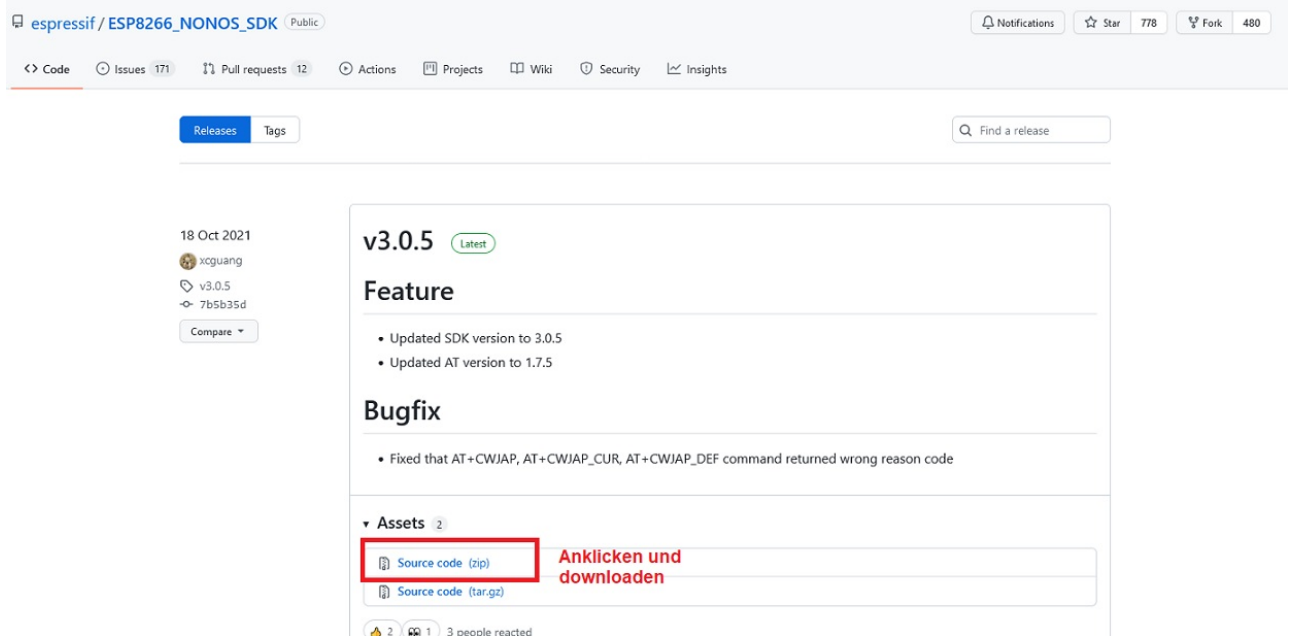 espressif / ESP8266_NONOS_SDK Public Notifications Star 778 Fork 480
<> Code Issues 171 Pull requests 12 Actions Projects Wiki Security Insights
Releases Tags Find a release
18 Oct 2021
xcguang
v3.0.5
7b5b35d
Compare
v3.0.5 Latest
Feature
• Updated SDK version to 3.0.5
• Updated AT version to 1.7.5
Bugfix
• Fixed that AT+CWJAP, AT+CWJAP_CUR, AT+CWJAP_DEF command returned wrong reason code
Assets 2
Source code (zip)
Anklicken und
downloaden
Source code (tar.gz)
2 1 3 people reacted